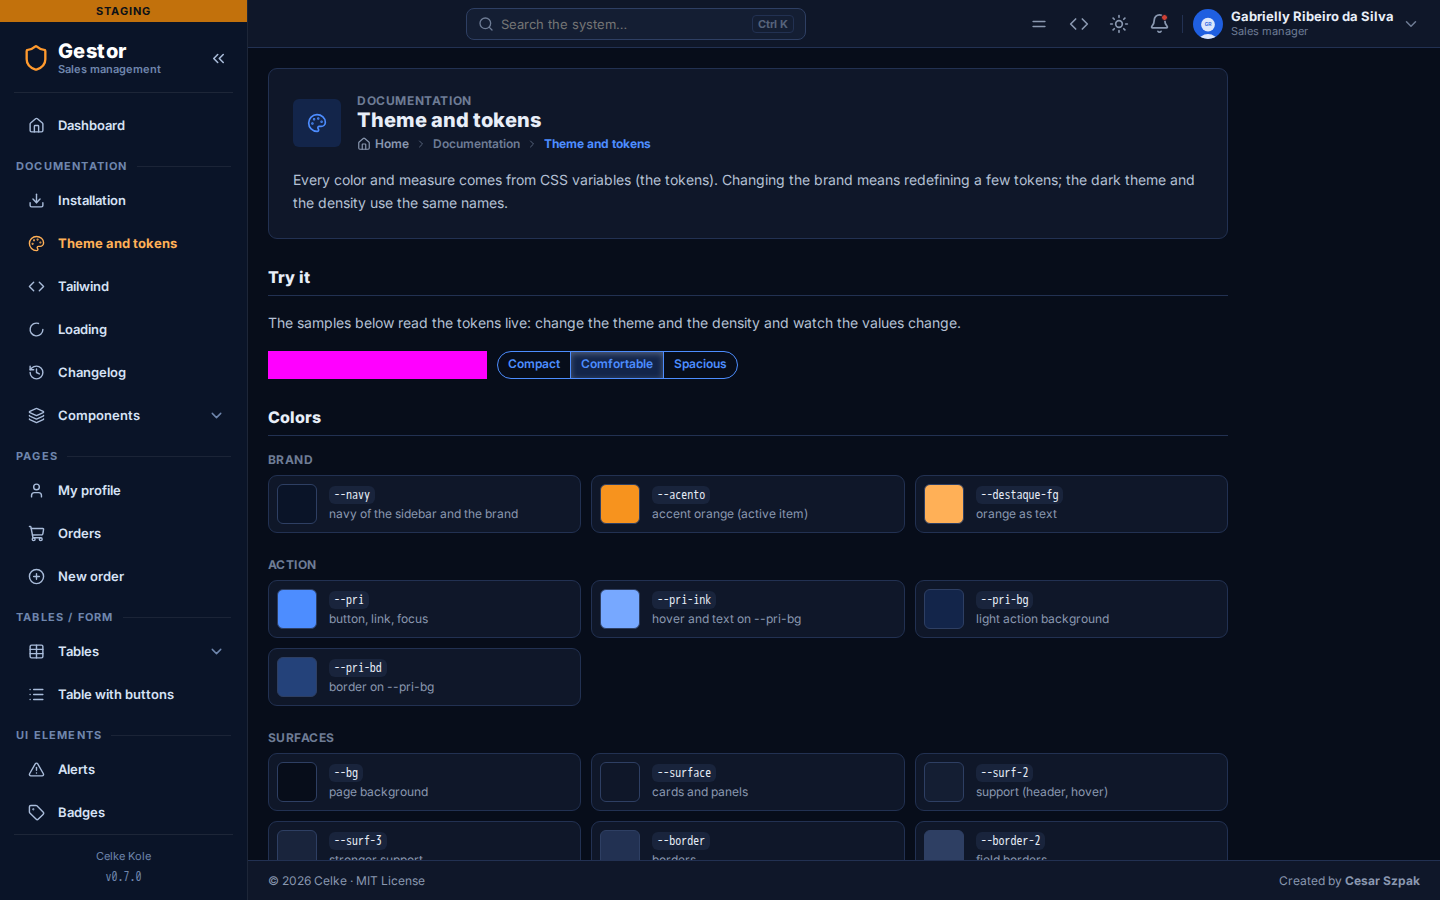 STAGING
Gestor
Sales management
Search the system...
Ctrl K
GR
Gabrielly Ribeiro da Silva
Sales manager
Dashboard
DOCUMENTATION
Installation
Theme and tokens
Tailwind
Loading
Changelog
Components
PAGES
My profile
Orders
New order
TABLES / FORM
Tables
Table with buttons
UI ELEMENTS
Alerts
Badges
Celke Kole
v0.7.0
DOCUMENTATION
Theme and tokens
Home
Documentation
Theme and tokens
Every color and measure comes from CSS variables (the tokens). Changing the brand means redefining a few tokens; the dark theme and
the density use the same names.
Try it
The samples below read the tokens live: change the theme and the density and watch the values change.
Compact
Comfortable
Spacious
Colors
BRAND
--navy
navy of the sidebar and the brand
--acento
accent orange (active item)
--destaque-fg
orange as text
ACTION
--pri
button, link, focus
--pri-ink
hover and text on --pri-bg
--pri-bg
light action background
--pri-bd
border on --pri-bg
SURFACES
--bg
page background
--surface
cards and panels
--surf-2
support (header, hover)
--surf-3
stronger support
--border
borders
--border-2
field borders
© 2026 Celke · MIT License
Created by Cesar Szpak